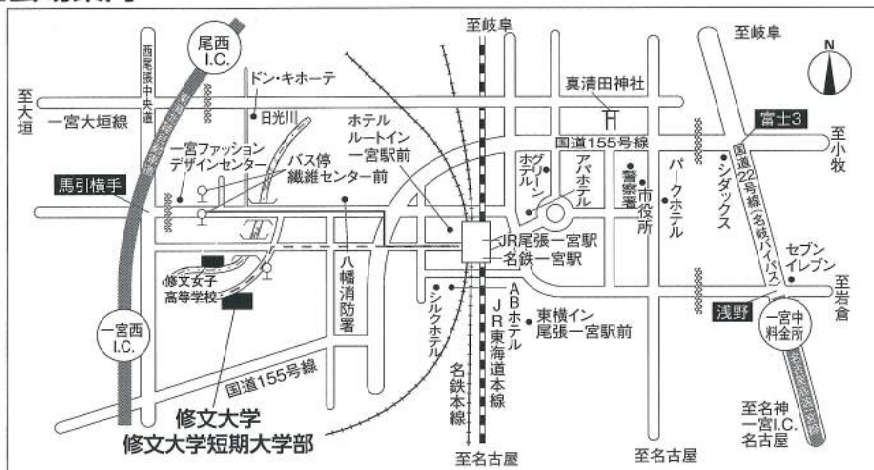 尾西
I.C.
西尾張中央道
至岐阜
至岐阜
N
ドン・キホーテ
真清田神社
至大垣
一宮大垣線
日光川
ホテル
ルートイン
一宮駅前
国道155号線
富士3
至小牧
一宮ファッション
デザインセンター
バス停
繊維センター前
グリーン
ホテル
アパホテル
警察署
市役所
パークホテル
シダックス
国道22号線(名岐バイパス)
馬引横手
JR尾張一宮駅
名鉄一宮駅
セブン
イレブン
修文女子
高等学校
八幡消防署
シルクホテル
ABホテル
東横イン
尾張一宮駅前
至岩倉
浅野
一宮中
料金所
一宮西
I.C.
国道155号線
名鉄本線
JR東海道本線
修文大学
修文大学短期大学部
至名神
一宮I.C.
名古屋
至名古屋
至名古屋